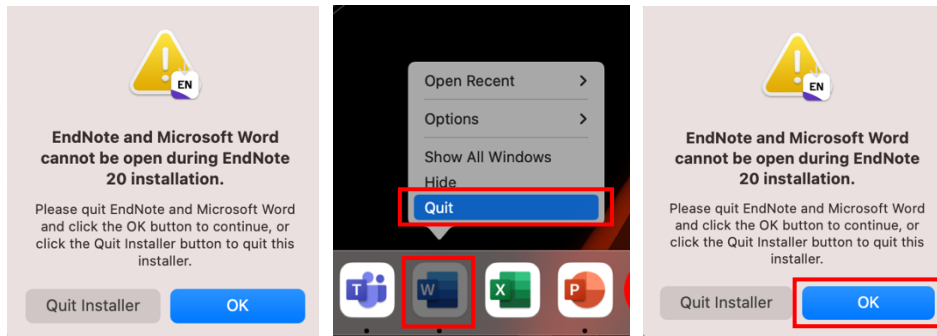 EN
EndNote and Microsoft Word
cannot be open during EndNote
20 installation.
Please quit EndNote and Microsoft Word
and click the OK button to continue, or
click the Quit Installer button to quit this
installer.
Quit Installer
OK
Open Recent
Options
Show All Windows
Hide
Quit
T
W
X
P
EN
EndNote and Microsoft Word
cannot be open during EndNote
20 installation.
Please quit EndNote and Microsoft Word
and click the OK button to continue, or
click the Quit Installer button to quit this
installer.
Quit Installer
OK